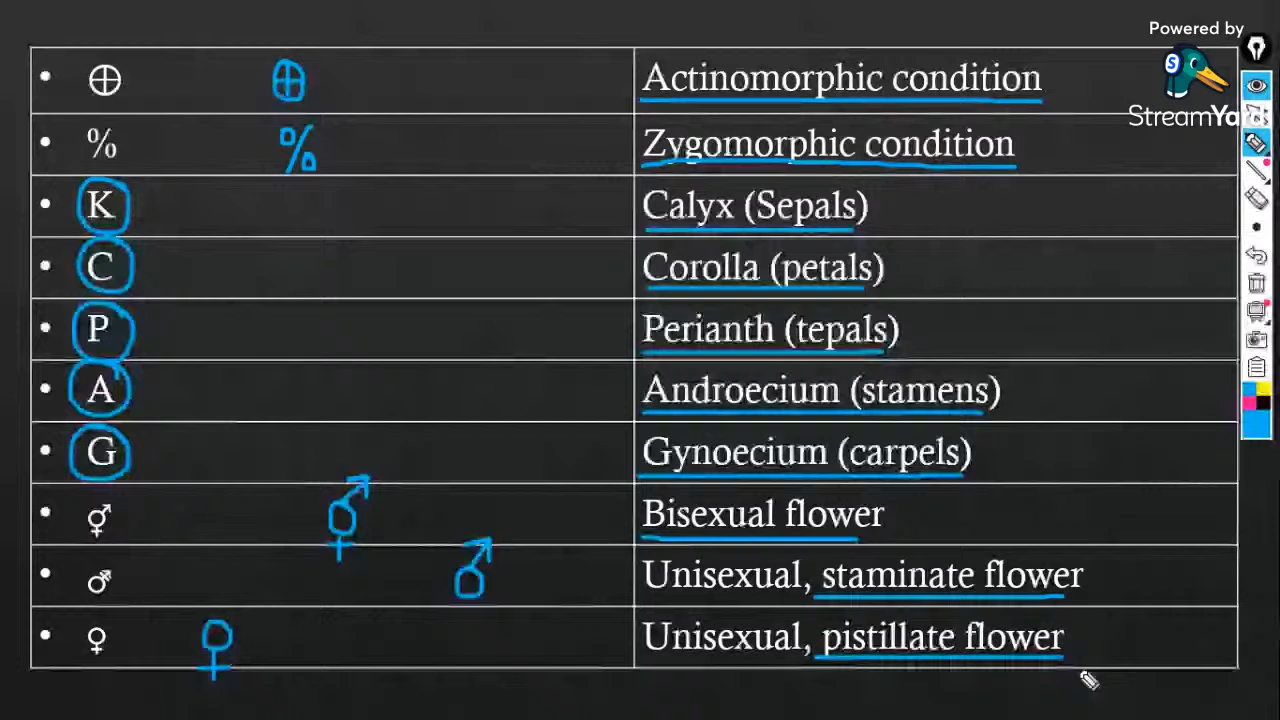 Powered by
StreamYard
• ⊕ ⊕ Actinomorphic condition
• % % Zygomorphic condition
• K Calyx (Sepals)
• C Corolla (petals)
• P Perianth (tepals)
• A Androecium (stamens)
• G Gynoecium (carpels)
• ⚥ ⚥ Bisexual flower
• ♂ ♂ Unisexual, staminate flower
• ♀ ♀ Unisexual, pistillate flower